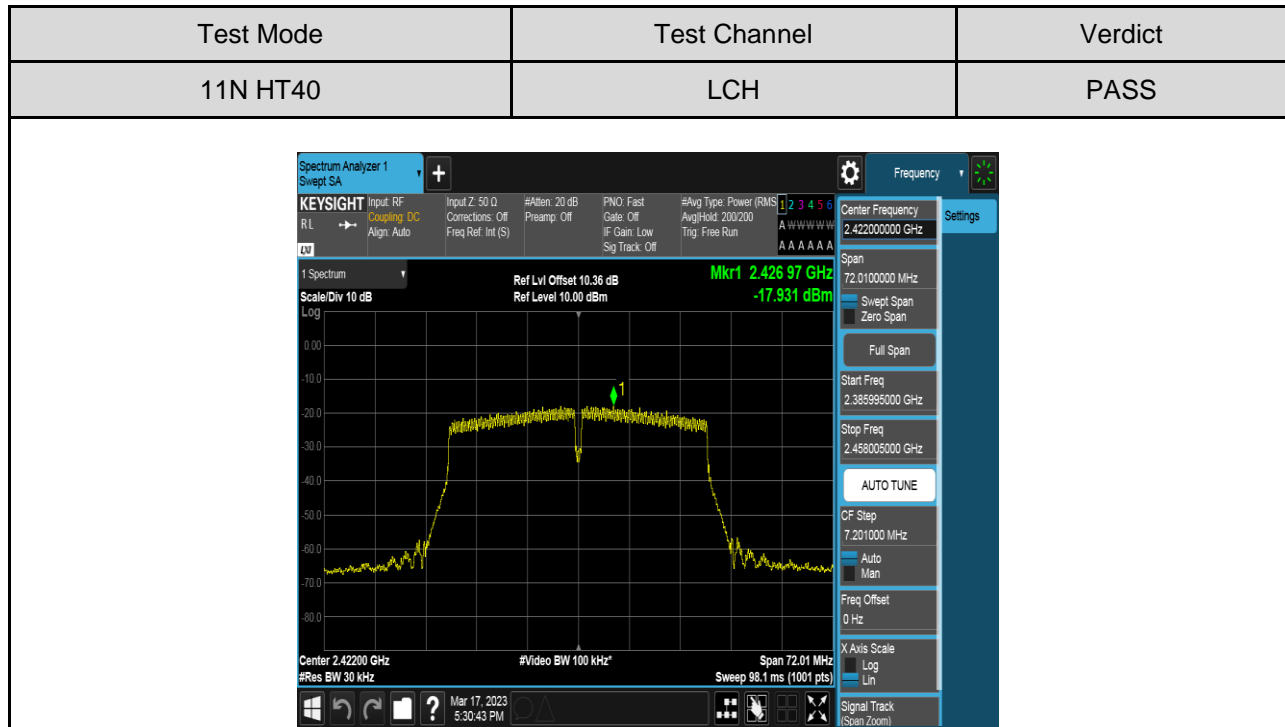 Test Mode Test Channel Verdict
11N HT40 LCH PASS
Spectrum Analyzer 1
Swept SA
+
Frequency
KEYSIGHT Input: RF Input Z: 50 Ω #Atten: 20 dB PNO: Fast #Avg Type: Power (RMS 1 2 3 4 5 6
RL Coupling: DC Corrections: Off Preamp: Off Gate: Off Avg|Hold: 200/200 A W W W W W
Align: Auto Freq Ref: Int (S) IF Gain: Low Trig: Free Run
LXI Sig Track: Off A A A A A A
1 Spectrum
Scale/Div 10 dB
Ref Lvl Offset 10.36 dB
Ref Level 10.00 dBm
Mkr1 2.426 97 GHz
-17.931 dBm
Log
0.00
-10.0
-20.0
-30.0
-40.0
-50.0
-60.0
-70.0
-80.0
1
Center 2.42200 GHz #Video BW 100 kHz* Span 72.01 MHz
#Res BW 30 kHz Sweep 98.1 ms (1001 pts)
Mar 17, 2023
5:30:43 PM
?
Center Frequency
2.422000000 GHz
Settings
Span
72.0100000 MHz
Swept Span
Zero Span
Full Span
Start Freq
2.385995000 GHz
Stop Freq
2.458005000 GHz
AUTO TUNE
CF Step
7.201000 MHz
Auto
Man
Freq Offset
0 Hz
X Axis Scale
Log
Lin
Signal Track
(Span Zoom)